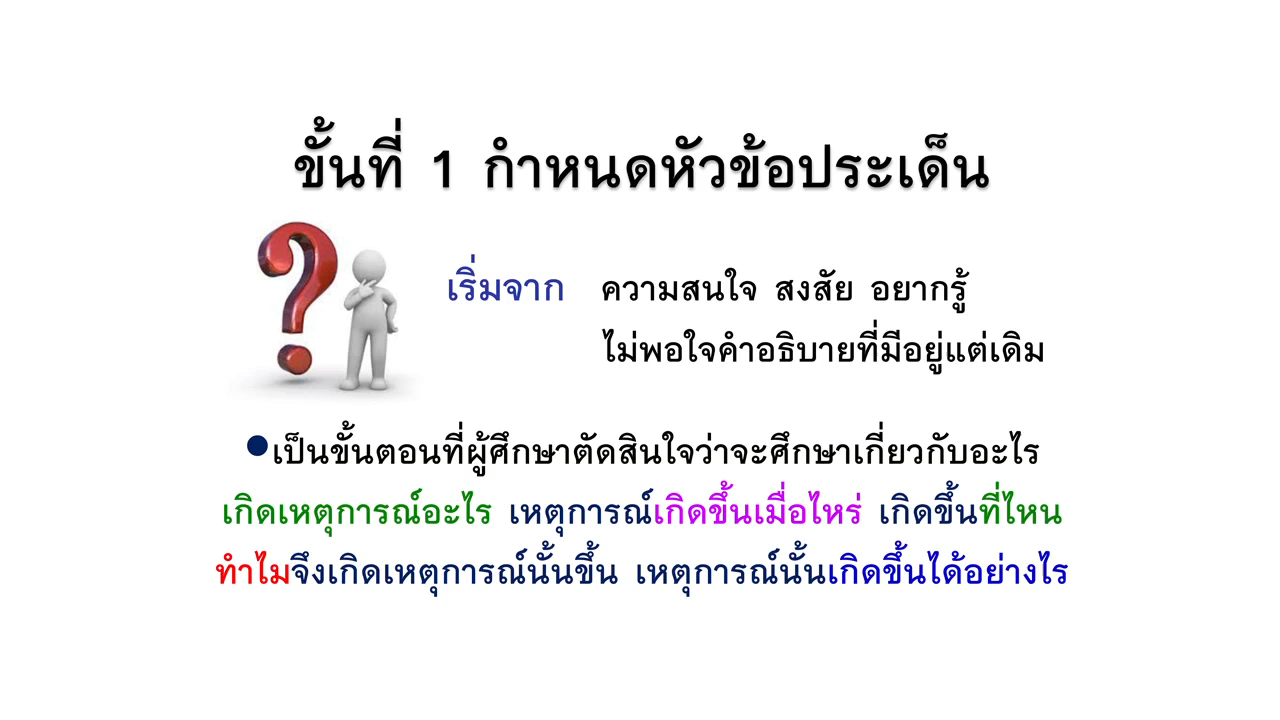 ขั้นที่ 1 กำหนดหัวข้อประเด็น
เริ่มจาก ความสนใจ สงสัย อยากรู้
ไม่พอใจคำอธิบายที่มีอยู่แต่เดิม
●เป็นขั้นตอนที่ผู้ศึกษาตัดสินใจว่าจะศึกษาเกี่ยวกับอะไร
เกิดเหตุการณ์อะไร เหตุการณ์เกิดขึ้นเมื่อไหร่ เกิดขึ้นที่ไหน
ทำไมจึงเกิดเหตุการณ์นั้นขึ้น เหตุการณ์นั้นเกิดขึ้นได้อย่างไร